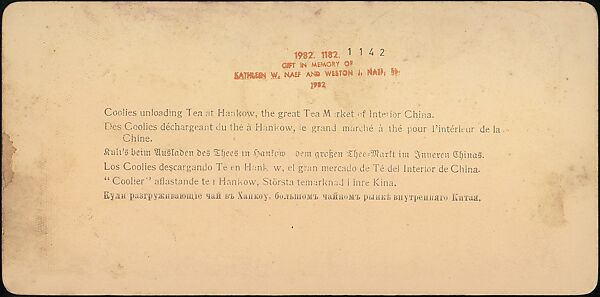 1982. 1182. 1142
GIFT IN MEMORY OF
KATHLEEN W. NAEF AND WESTON J. NAEF, SR.
1982
Coolies unloading Tea at Hankow, the great Tea Market of Interior China.
Des Coolies déchargeant du thé à Hankow, le grand marché à thé pour l'intérieur de la
Chine.
Kuli's beim Ausladen des Thees in Hankow dem großen Thee-Markt im Inneren Chinas.
Los Coolies descargando Té en Hankow, el gran mercado de Té del Interior de China.
"Coolier" aflastande te i Hankow, Största temarknad i inre Kina.
Кули разгружающіе чай въ Ханкоу, большомъ чайномъ рынкѣ внутренняго Китая.